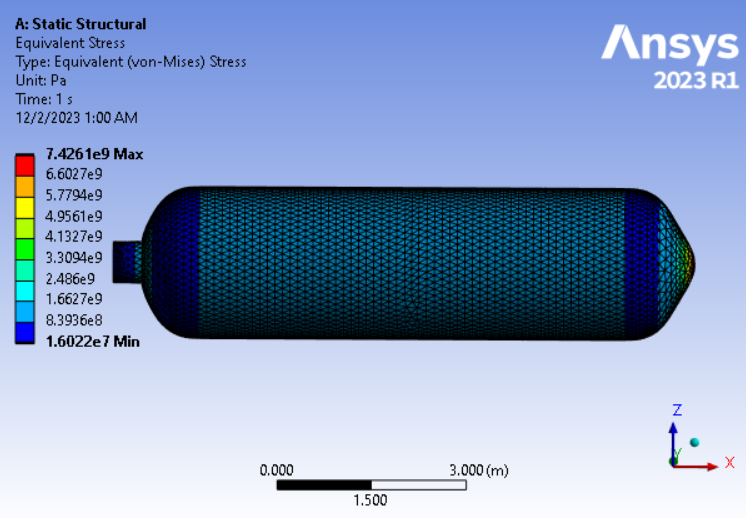 A: Static Structural
Equivalent Stress
Type: Equivalent (von-Mises) Stress
Unit: Pa
Time: 1 s
12/2/2023 1:00 AM
Ansys
2023 R1
7.4261e9 Max
6.6027e9
5.7794e9
4.9561e9
4.1327e9
3.3094e9
2.486e9
1.6627e9
8.3936e8
1.6022e7 Min
0.000
3.000 (m)
1.500
Z
Y
X